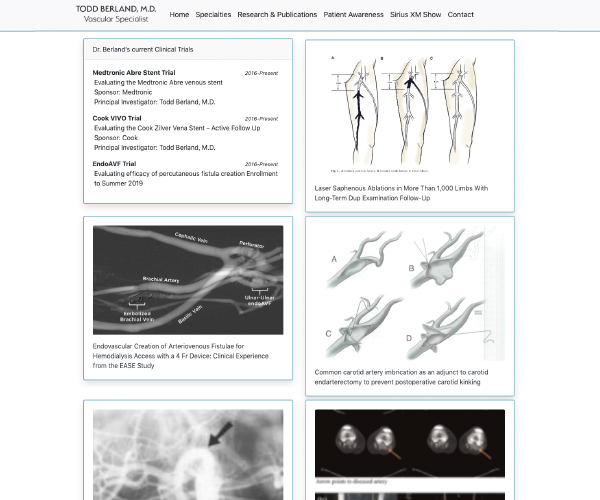 TODD BERLAND, M.D.
Vascular Specialist
Home Specialties Research & Publications Patient Awareness Sirius XM Show Contact
Dr. Berland's current Clinical Trials
Medtronic Abre Stent Trial 2016-Present
Evaluating the Medtronic Abre venous stent
Sponsor: Medtronic
Principal Investigator: Todd Berland, M.D.
Cook VIVO Trial 2016-Present
Evaluating the Cook Zilver Vena Stent – Active Follow Up
Sponsor: Cook
Principal Investigator: Todd Berland, M.D.
EndoAVF Trial 2016-Present
Evaluating efficacy of percutaneous fistula creation Enrollment
to Summer 2019
A B C
Laser Saphenous Ablations in More Than 1,000 Limbs With
Long-Term Dup Examination Follow-Up
Cephalic Vein
Perforator
Brachial Artery
Ulnar-Ulnar
endoAVF
Embolized
Brachial Vein
Basilic Vein
Endovascular Creation of Arteriovenous Fistulae for
Hemodialysis Access with a 4 Fr Device: Clinical Experience
from the EASE Study
A
B
C
D
Common carotid artery imbrication as an adjunct to carotid
endarterectomy to prevent postoperative carotid kinking
Arrow points to diseased artery